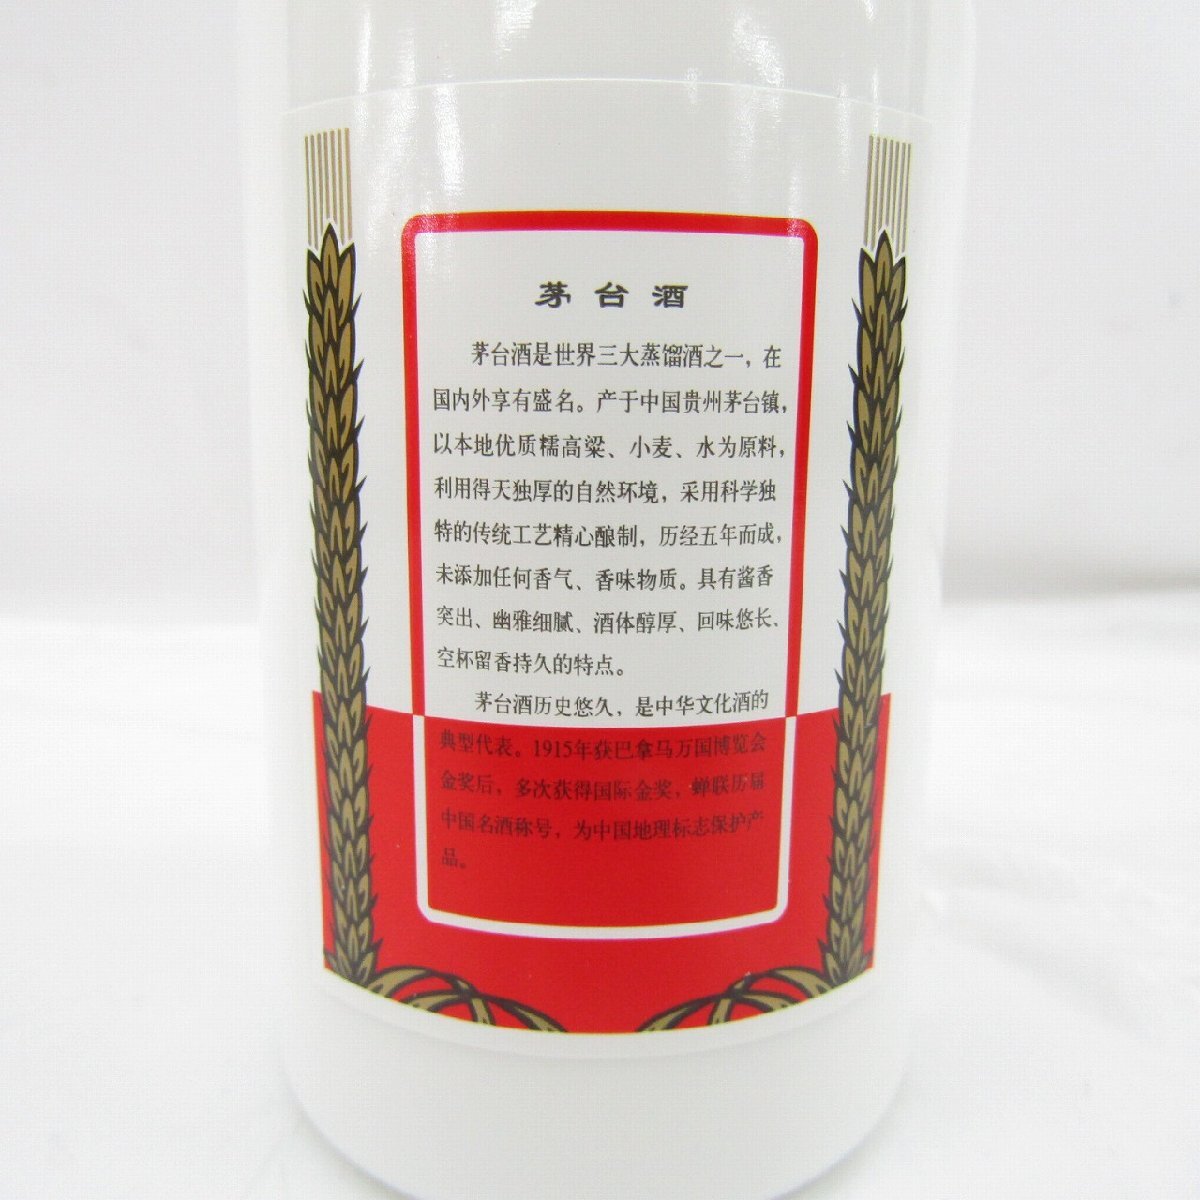 茅台酒
茅台酒是世界三大蒸馏酒之一，在
国内外享有盛名。产于中国贵州茅台镇，
以本地优质糯高粱、小麦、水为原料，
利用得天独厚的自然环境，采用科学独
特的传统工艺精心酿制，历经五年而成，
未添加任何香气、香味物质。具有酱香
突出、幽雅细腻、酒体醇厚、回味悠长、
空杯留香持久的特点。
茅台酒历史悠久，是中华文化酒的
典型代表。1915年获巴拿马万国博览会
金奖后，多次获得国际金奖，蝉联历届
中国名酒称号，为中国地理标志保护产
品。